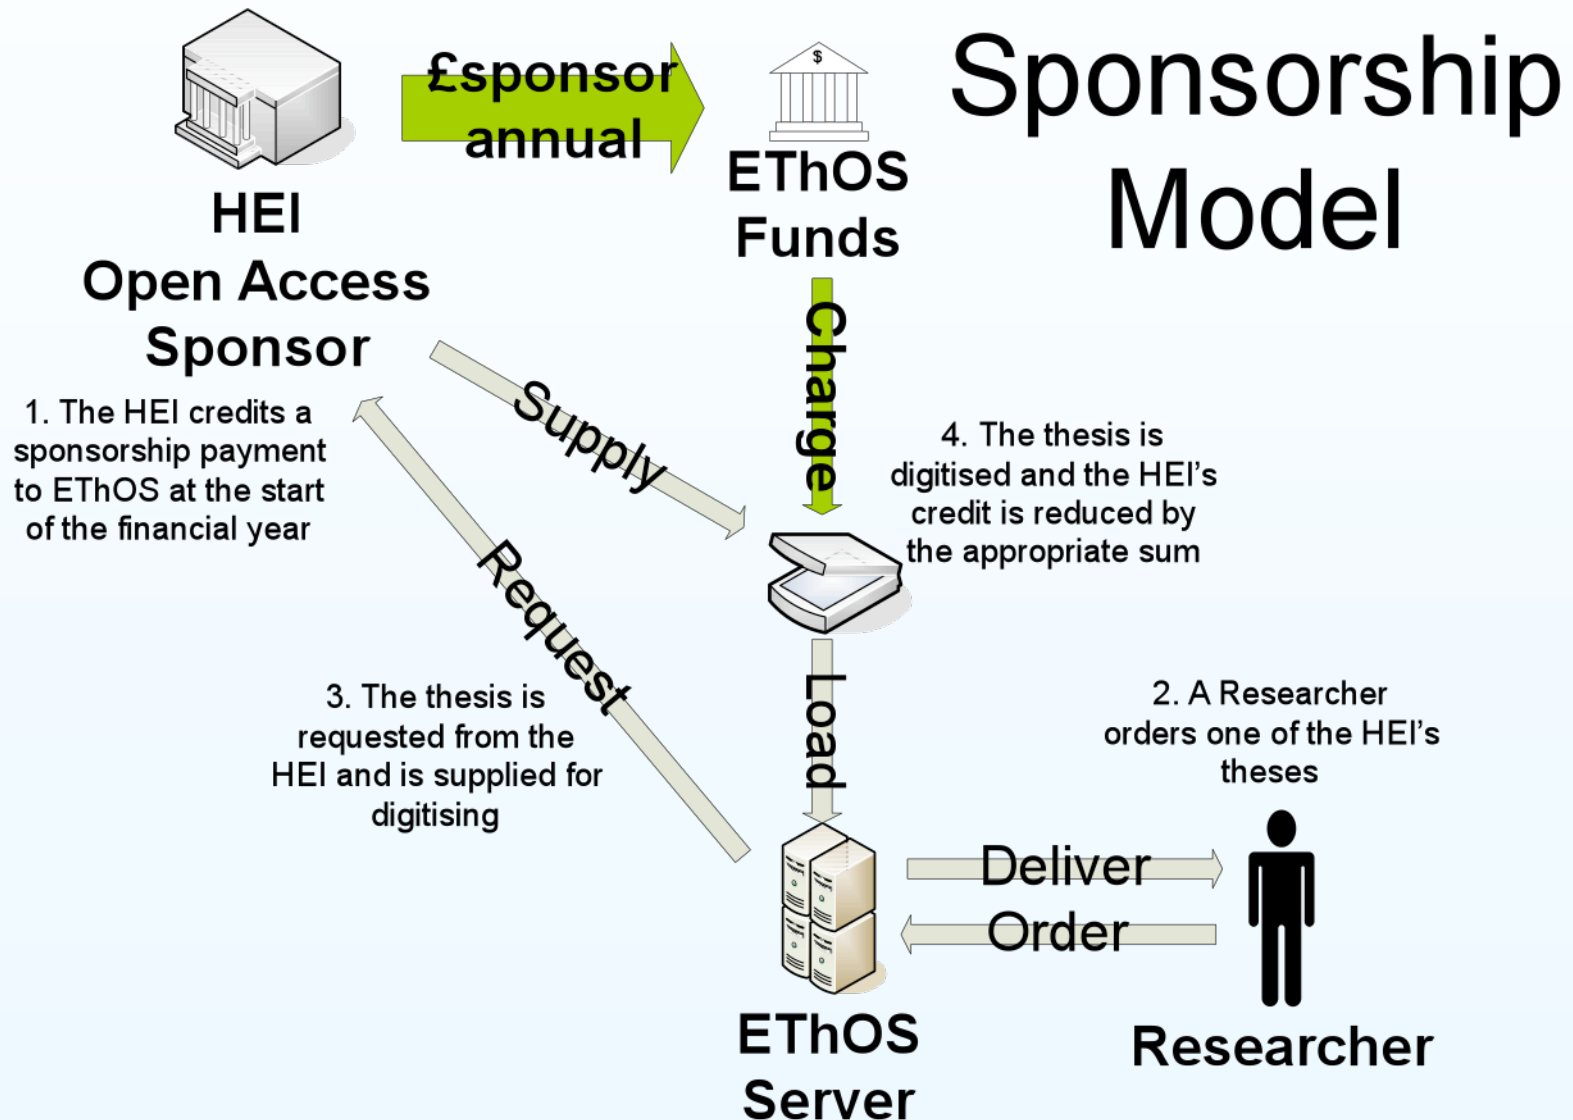 Sponsorship
Model
£sponsor
annual
$
EThOS
Funds
HEI
Open Access
Sponsor
1. The HEI credits a
sponsorship payment
to EThOS at the start
of the financial year
Supply
Charge
4. The thesis is
digitised and the HEI’s
credit is reduced by
the appropriate sum
Request
3. The thesis is
requested from the
HEI and is supplied for
digitising
Load
2. A Researcher
orders one of the HEI’s
theses
Deliver
Order
EThOS
Server
Researcher